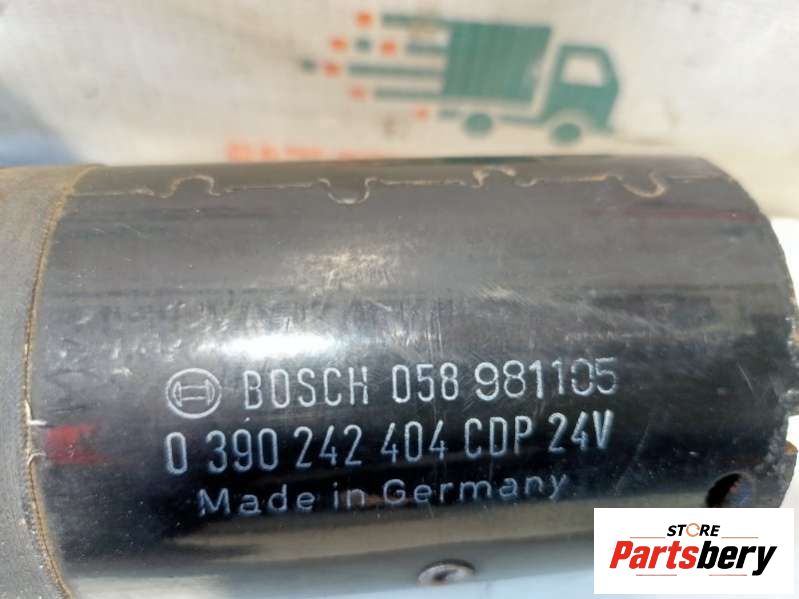 BOSCH 058 981105
0 390 242 404 CDP 24V
Made in Germany
STORE
Partsbery